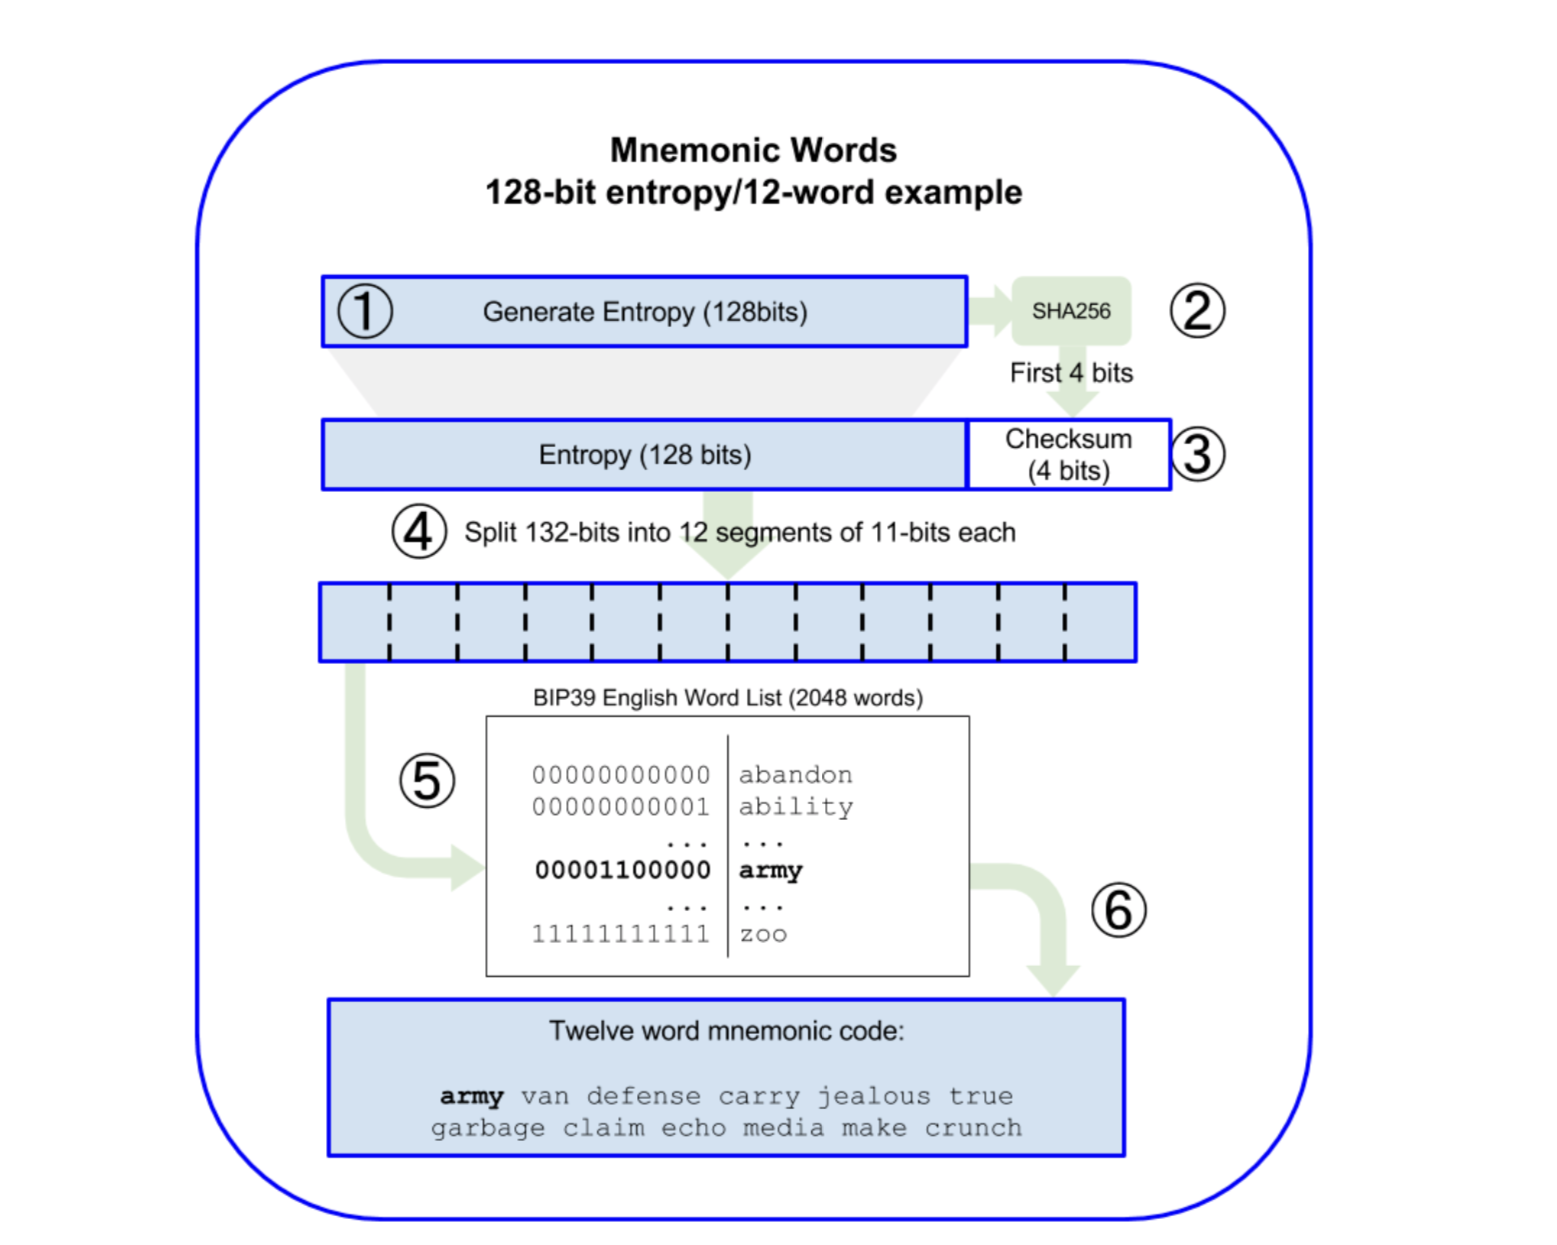 Mnemonic Words
128-bit entropy/12-word example
① Generate Entropy (128bits)
SHA256
②
First 4 bits
Entropy (128 bits)
Checksum
(4 bits)
③
④ Split 132-bits into 12 segments of 11-bits each
BIP39 English Word List (2048 words)
⑤
00000000000 abandon
00000000001 ability
... ...
00001100000 army
... ...
11111111111 zoo
⑥
Twelve word mnemonic code:
army van defense carry jealous true
garbage claim echo media make crunch